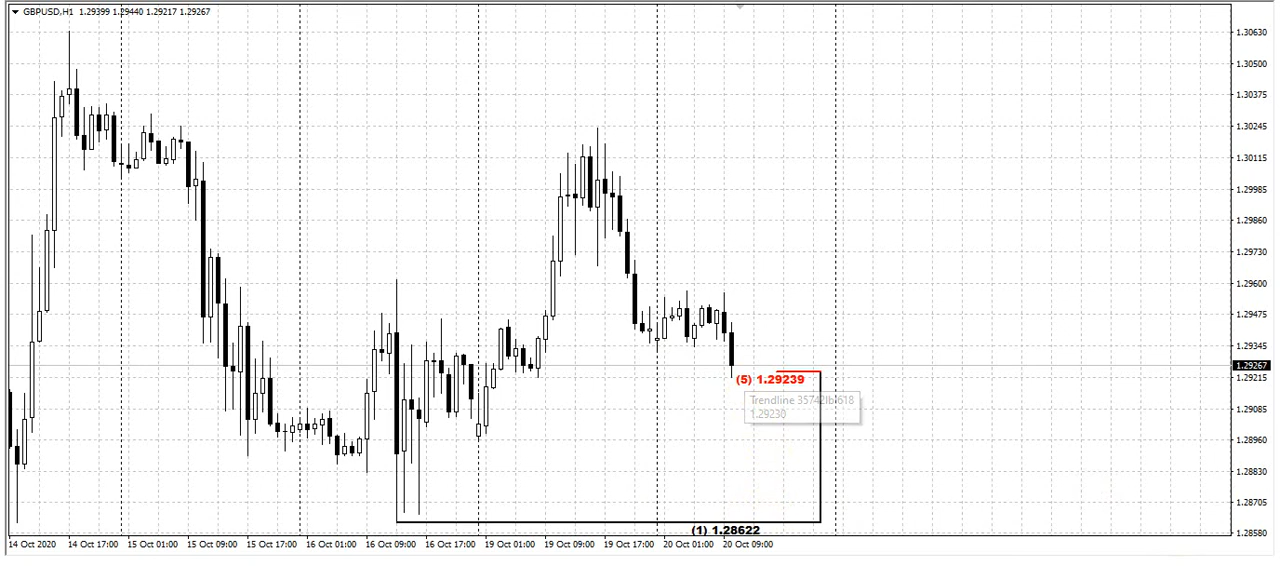 GBPUSD,H1 1.29399 1.29440 1.29217 1.29267
1.30630
1.30500
1.30375
1.30245
1.30115
1.29985
1.29860
1.29730
1.29600
1.29475
1.29345
1.29267
1.29215
1.29085
1.28960
1.28830
1.28705
1.28580
(5) 1.29239
Trendline 35742lbl618
1.29230
(1) 1.28622
14 Oct 2020
14 Oct 17:00
15 Oct 01:00
15 Oct 09:00
15 Oct 17:00
16 Oct 01:00
16 Oct 09:00
16 Oct 17:00
19 Oct 01:00
19 Oct 09:00
19 Oct 17:00
20 Oct 01:00
20 Oct 09:00